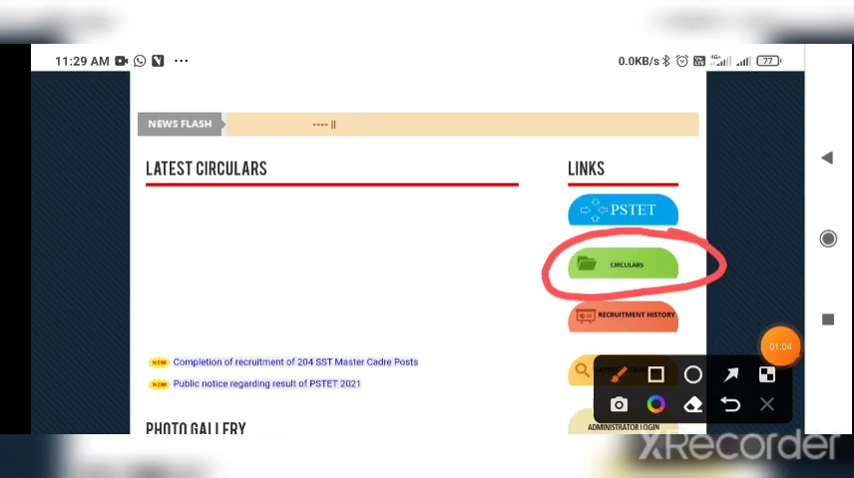 11:29 AM
0.0KB/s
4G+
77
NEWS FLASH
---- ||
LATEST CIRCULARS
LINKS
PSTET
CIRCULARS
RECRUITMENT HISTORY
NEW Completion of recruitment of 204 SST Master Cadre Posts
NEW Public notice regarding result of PSTET 2021
01:04
PHOTO GALLERY
ADMINISTRATOR LOGIN
XRecorder